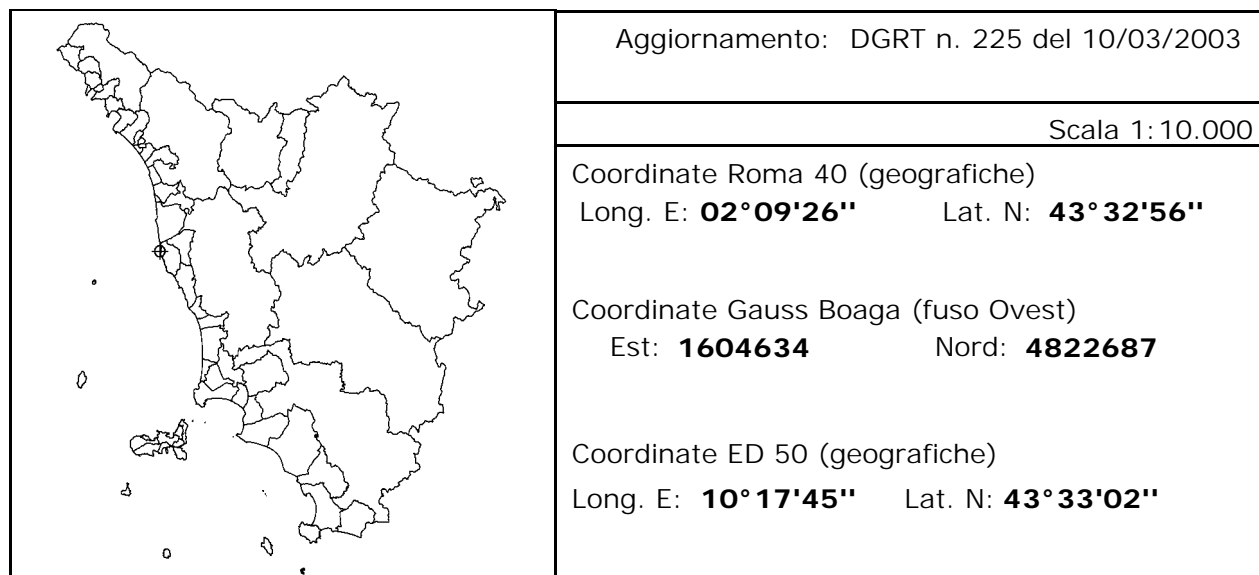 Aggiornamento: DGRT n. 225 del 10/03/2003
Scala 1:10.000
Coordinate Roma 40 (geografiche)
Long. E: 02°09'26'' Lat. N: 43°32'56''
Coordinate Gauss Boaga (fuso Ovest)
Est: 1604634 Nord: 4822687
Coordinate ED 50 (geografiche)
Long. E: 10°17'45'' Lat. N: 43°33'02''